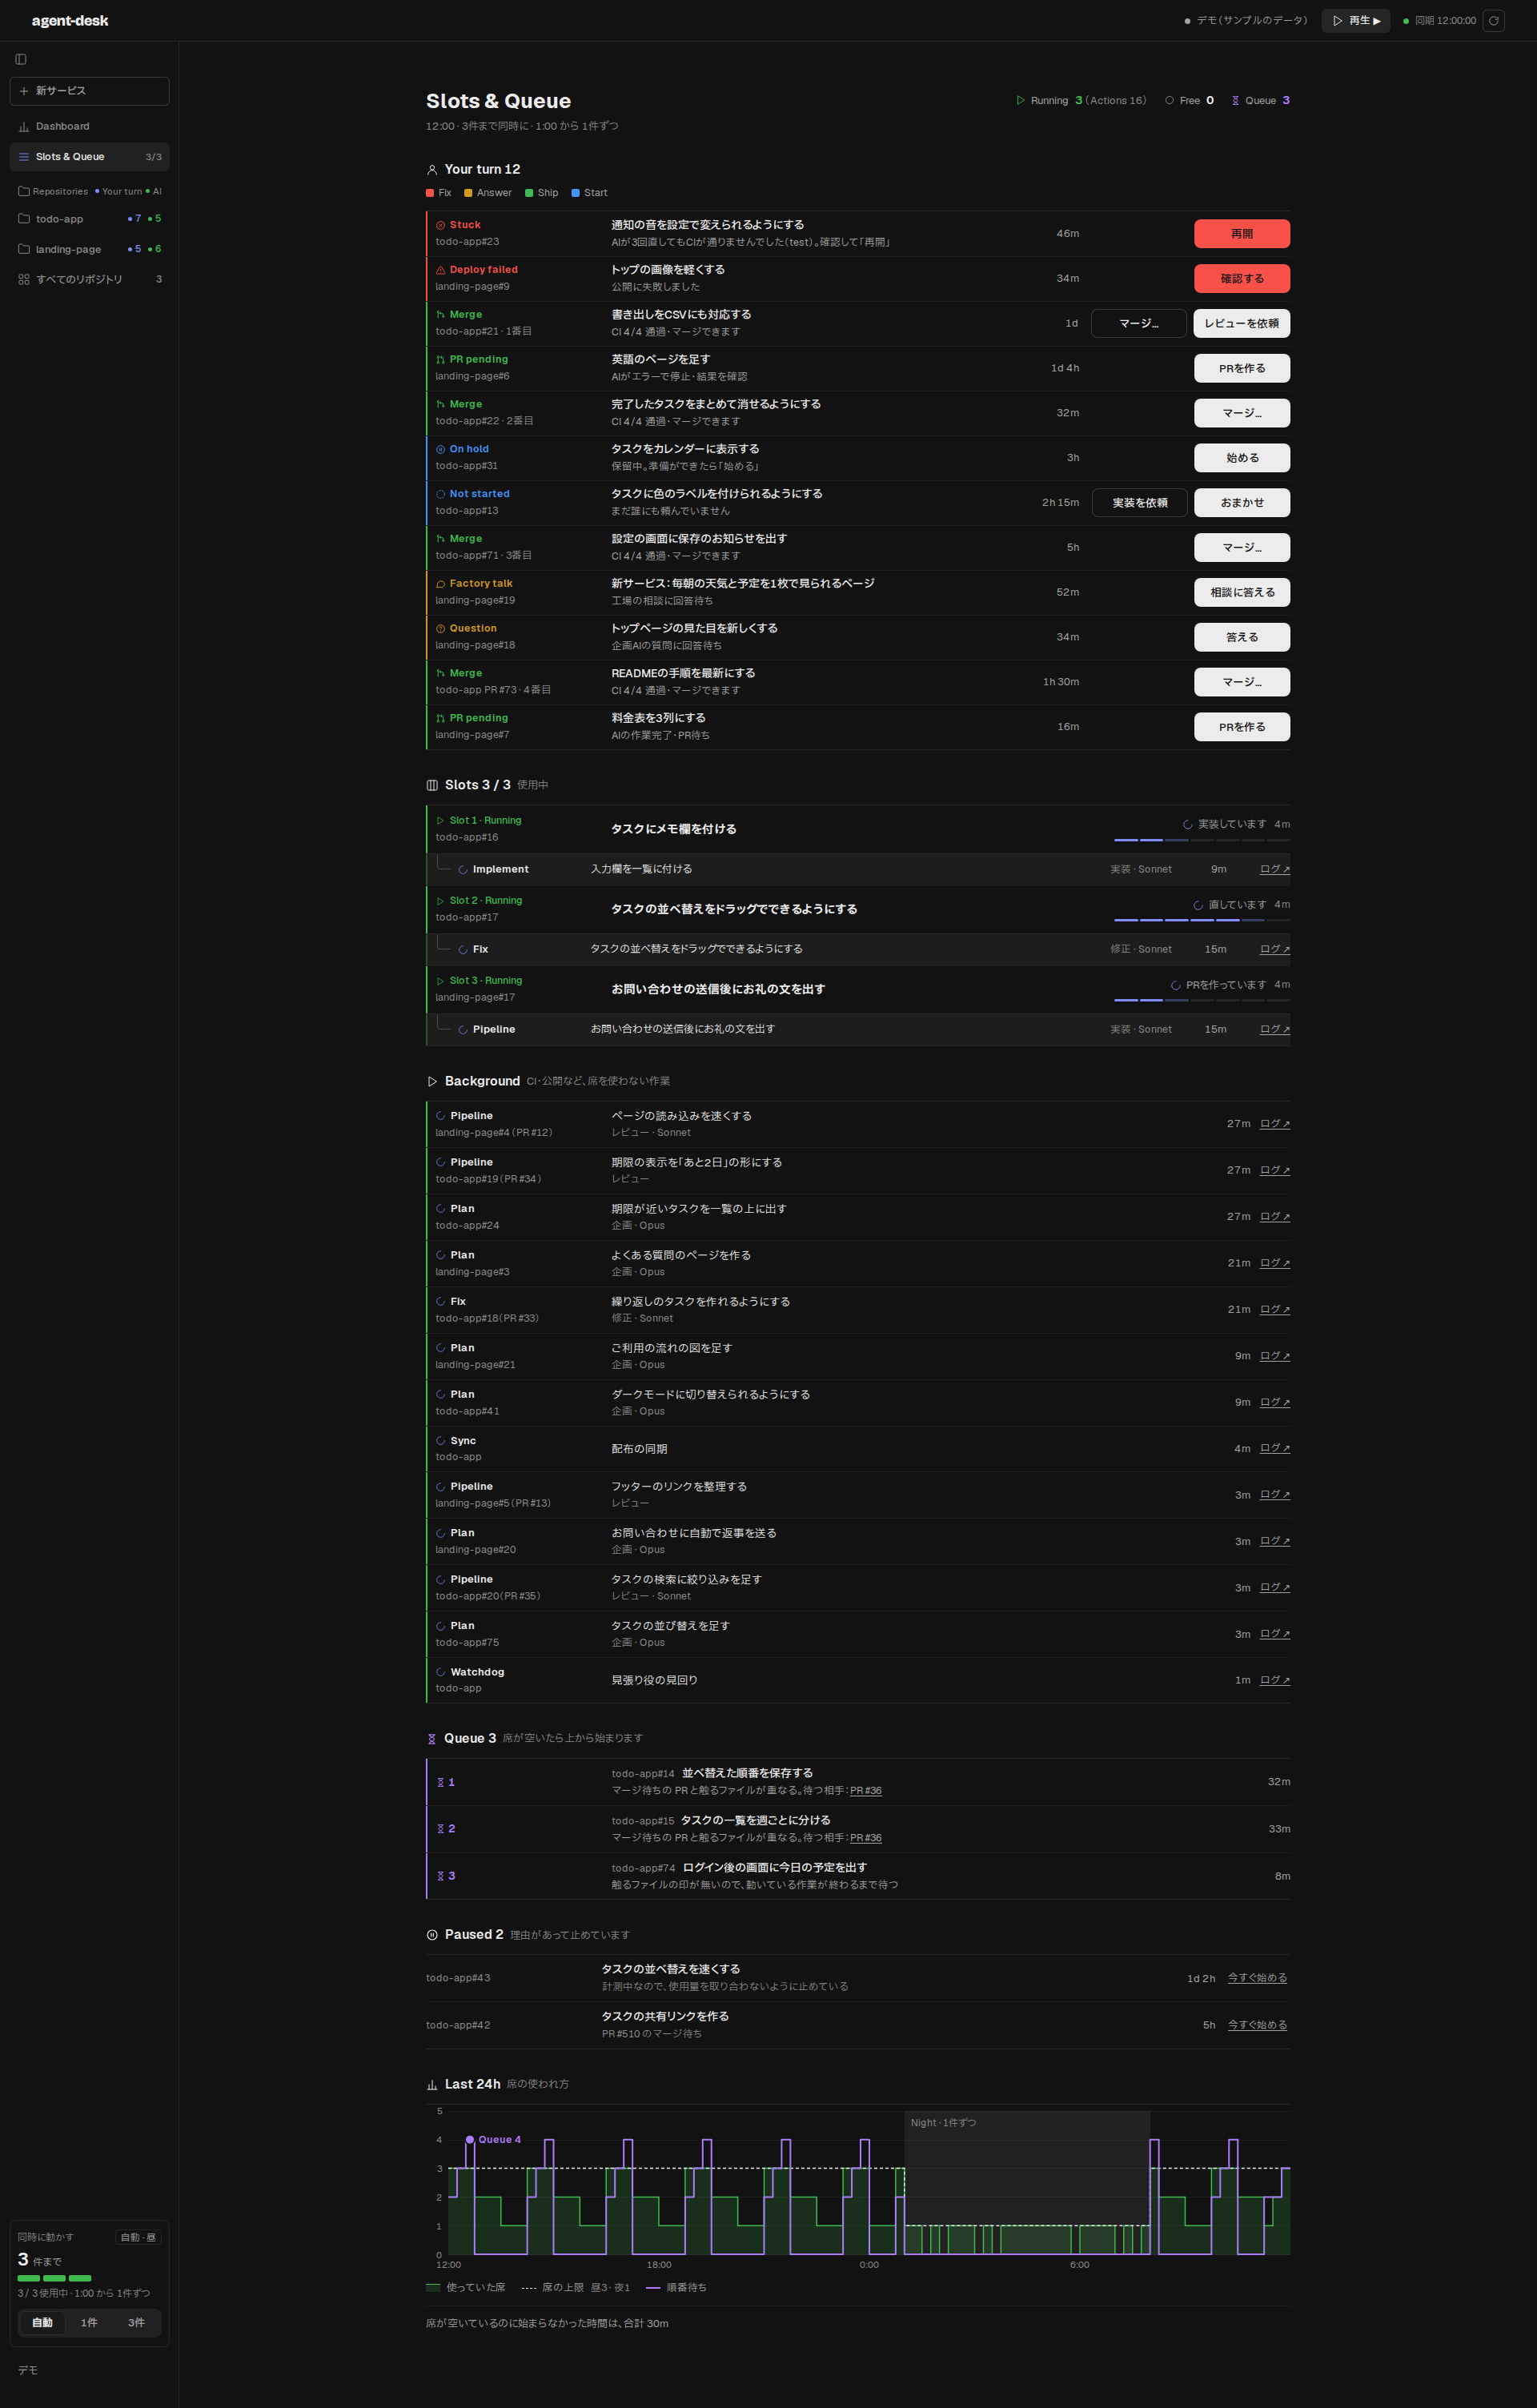 agent-desk
デモ（サンプルのデータ）
再生 ▶
同期 12:00:00
新サービス
Dashboard
Slots & Queue 3/3
Repositories Your turn AI
todo-app 7 5
landing-page 5 6
すべてのリポジトリ 3
Slots & Queue
Running 3（Actions 16） Free 0 Queue 3
12:00 · 3件まで同時に · 1:00 から 1件ずつ
Your turn 12
Fix Answer Ship Start
Stuck
todo-app#23
通知の音を設定で変えられるようにする
AIが3回直してもCIが通りませんでした（test）。確認して「再開」
46m
再開
Deploy failed
landing-page#9
トップの画像を軽くする
公開に失敗しました
34m
確認する
Merge
todo-app#21 · 1番目
書き出しをCSVにも対応する
CI 4/4 通過・マージできます
1d
マージ…
レビューを依頼
PR pending
landing-page#6
英語のページを足す
AIがエラーで停止・結果を確認
1d 4h
PRを作る
Merge
todo-app#22 · 2番目
完了したタスクをまとめて消せるようにする
CI 4/4 通過・マージできます
32m
マージ…
On hold
todo-app#31
タスクをカレンダーに表示する
保留中。準備ができたら「始める」
3h
始める
Not started
todo-app#13
タスクに色のラベルを付けられるようにする
まだ誰にも頼んでいません
2h 15m
実装を依頼
おまかせ
Merge
todo-app#71 · 3番目
設定の画面に保存のお知らせを出す
CI 4/4 通過・マージできます
5h
マージ…
Factory talk
landing-page#19
新サービス：毎朝の天気と予定を1枚で見られるページ
工場の相談に回答待ち
52m
相談に答える
Question
landing-page#18
トップページの見た目を新しくする
企画AIの質問に回答待ち
34m
答える
Merge
todo-app PR #73 · 4番目
READMEの手順を最新にする
CI 4/4 通過・マージできます
1h 30m
マージ…
PR pending
landing-page#7
料金表を3列にする
AIの作業完了・PR待ち
16m
PRを作る
Slots 3 / 3 使用中
Slot 1 · Running
todo-app#16
タスクにメモ欄を付ける
実装しています 4m
Implement 入力欄を一覧に付ける 実装 · Sonnet 9m ログ ↗
Slot 2 · Running
todo-app#17
タスクの並べ替えをドラッグでできるようにする
直しています 4m
Fix タスクの並べ替えをドラッグでできるようにする 修正 · Sonnet 15m ログ ↗
Slot 3 · Running
landing-page#17
お問い合わせの送信後にお礼の文を出す
PRを作っています 4m
Pipeline お問い合わせの送信後にお礼の文を出す 実装 · Sonnet 15m ログ ↗
Background CI・公開など、席を使わない作業
Pipeline
landing-page#4（PR #12）
ページの読み込みを速くする
レビュー · Sonnet
27m ログ ↗
Pipeline
todo-app#19（PR #34）
期限の表示を「あと2日」の形にする
レビュー
27m ログ ↗
Plan
todo-app#24
期限が近いタスクを一覧の上に出す
企画 · Opus
27m ログ ↗
Plan
landing-page#3
よくある質問のページを作る
企画 · Opus
21m ログ ↗
Fix
todo-app#18（PR #33）
繰り返しのタスクを作れるようにする
修正 · Sonnet
21m ログ ↗
Plan
landing-page#21
ご利用の流れの図を足す
企画 · Opus
9m ログ ↗
Plan
todo-app#41
ダークモードに切り替えられるようにする
企画 · Opus
9m ログ ↗
Sync
todo-app
配布の同期
4m ログ ↗
Pipeline
landing-page#5（PR #13）
フッターのリンクを整理する
レビュー
3m ログ ↗
Plan
landing-page#20
お問い合わせに自動で返事を送る
企画 · Opus
3m ログ ↗
Pipeline
todo-app#20（PR #35）
タスクの検索に絞り込みを足す
レビュー · Sonnet
3m ログ ↗
Plan
todo-app#75
タスクの並び替えを足す
企画 · Opus
3m ログ ↗
Watchdog
todo-app
見張り役の見回り
1m ログ ↗
Queue 3 席が空いたら上から始まります
1
todo-app#14 並べ替えた順番を保存する
マージ待ちの PR と触るファイルが重なる。待つ相手：PR #36
32m
2
todo-app#15 タスクの一覧を週ごとに分ける
マージ待ちの PR と触るファイルが重なる。待つ相手：PR #36
33m
3
todo-app#74 ログイン後の画面に今日の予定を出す
触るファイルの印が無いので、動いている作業が終わるまで待つ
8m
Paused 2 理由があって止めています
todo-app#43
タスクの並べ替えを速くする
計測中なので、使用量を取り合わないように止めている
1d 2h 今すぐ始める
todo-app#42
タスクの共有リンクを作る
PR #510 のマージ待ち
5h 今すぐ始める
Last 24h 席の使われ方
5
4
3
2
1
0
Queue 4
Night · 1件ずつ
12:00 18:00 0:00 6:00
使っていた席 席の上限 昼3・夜1 順番待ち
席が空いているのに始まらなかった時間は、合計 30m
同時に動かす 自動 · 昼
3 件まで
3 / 3 使用中 · 1:00 から 1件ずつ
自動 1件 3件
デモ